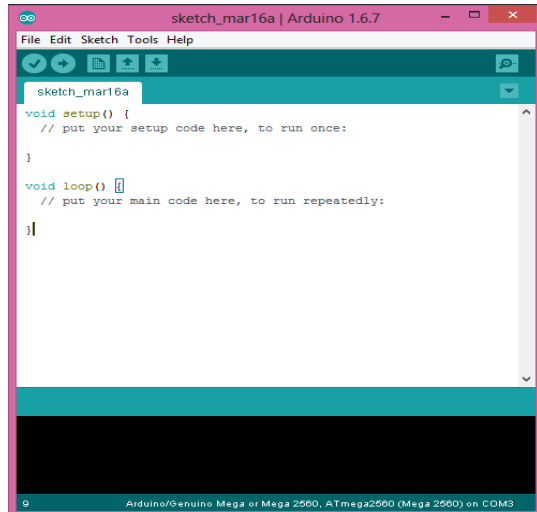 sketch_mar16a | Arduino 1.6.7
File Edit Sketch Tools Help
sketch_mar16a
void setup() {
// put your setup code here, to run once:
}
void loop() {
// put your main code here, to run repeatedly:
}
9 Arduino/Genuino Mega or Mega 2560, ATmega2560 (Mega 2560) on COM3